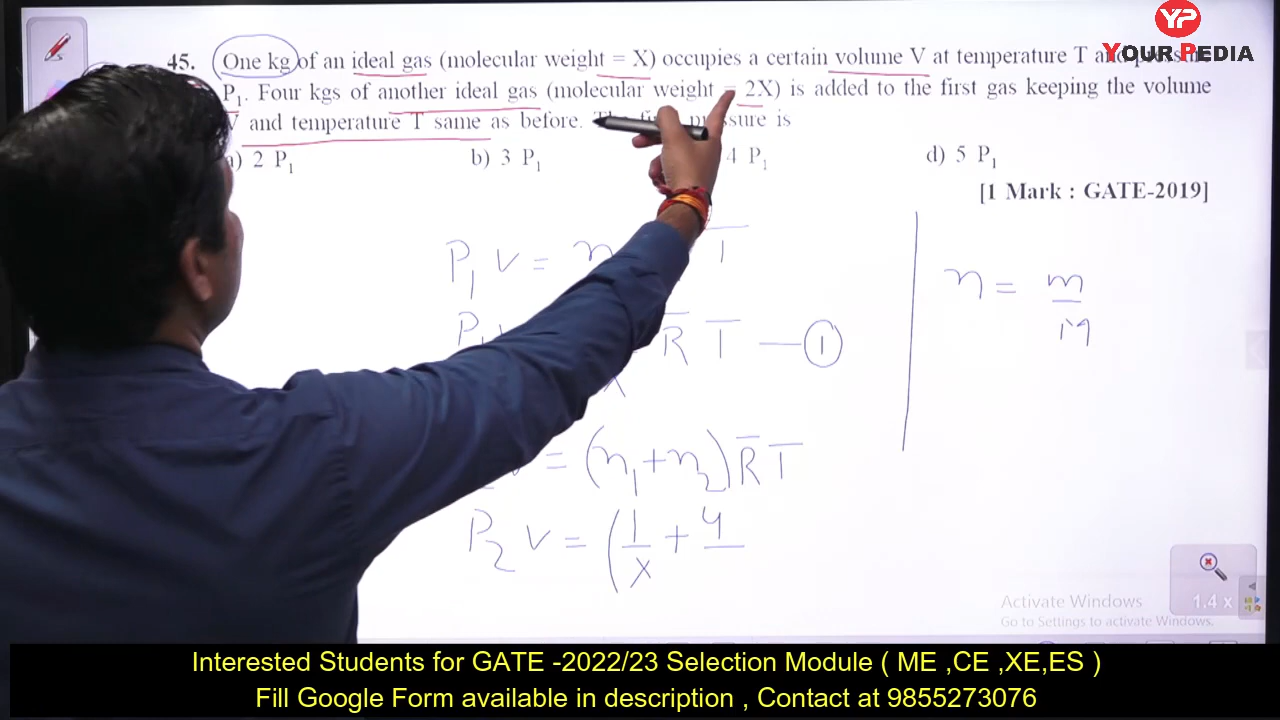 YP
YOUR PEDIA
45. One kg of an ideal gas (molecular weight = X) occupies a certain volume V at temperature T and
P₁. Four kgs of another ideal gas (molecular weight = 2X) is added to the first gas keeping the volume
V and temperature T same as before. is
) 2 P₁ b) 3 P₁ 4 P₁ d) 5 P₁
[1 Mark : GATE-2019]
P₁ V = n T
n = m / M
R̄ T — ①
= (n₁ + n₂) R̄ T
P₂ V = ( 1/x + 4
1.4 x
Activate Windows
Go to Settings to activate Windows.
Interested Students for GATE -2022/23 Selection Module ( ME ,CE ,XE,ES )
Fill Google Form available in description , Contact at 9855273076